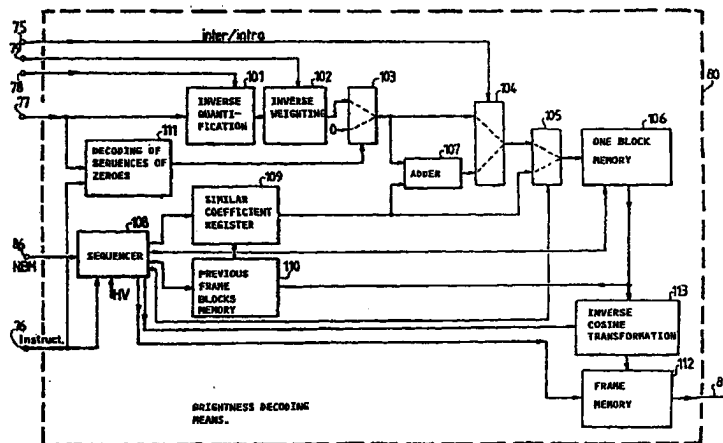 75
79
78
77
inter/intra
101
INVERSE
QUANTI-
FICATION
102
INVERSE
WEIGHTING
103
0
104
105
106
ONE BLOCK
MEMORY
80
111
DECODING OF
SEQUENCES OF
ZEROES
107
ADDER
109
SIMILAR
COEFFICIENT
REGISTER
108
SEQUENCER
86
NBM
HV
110
PREVIOUS
FRAME
BLOCKS
MEMORY
113
INVERSE
COSINE
TRANSFORMATION
76
Instruct.
112
FRAME
MEMORY
BRIGHTNESS DECODING
MEANS.